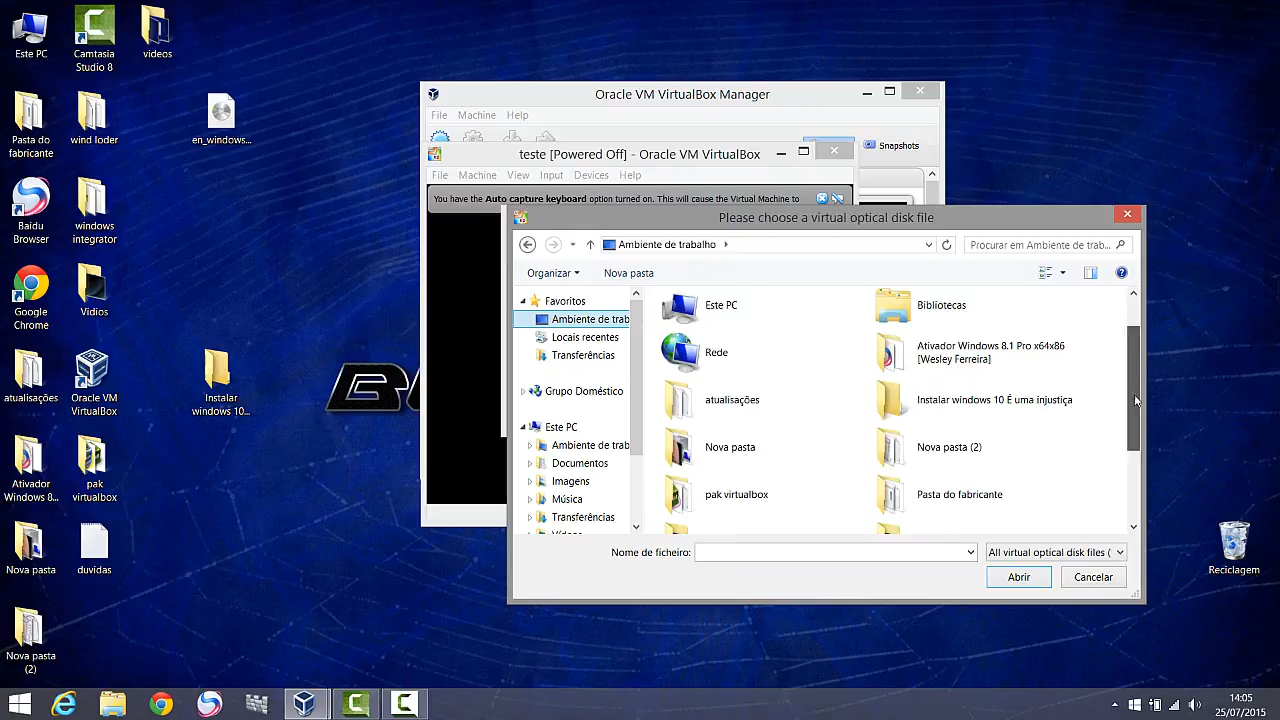 Este PC
Camtasia
Studio 8
videos
Pasta do
fabricante
wind loder
en_windows...
Baidu
Browser
windows
integrator
Google
Chrome
Vidios
atualisações
Oracle VM
VirtualBox
Instalar
windows 10...
Ativador
Windows 8...
pak
virtualbox
Nova pasta
duvidas
Nova pasta
(2)
Reciclagem
Oracle VM VirtualBox Manager
File Machine Help
Snapshots
teste [Powered Off] - Oracle VM VirtualBox
File Machine View Input Devices Help
You have the Auto capture keyboard option turned on. This will cause the Virtual Machine to
Please choose a virtual optical disk file
Ambiente de trabalho
Procurar em Ambiente de trab...
Organizar
Nova pasta
Favoritos
Ambiente de trab
Locais recentes
Transferências
Grupo Doméstico
Este PC
Ambiente de trab
Documentos
Imagens
Música
Transferências
Este PC
Bibliotecas
Rede
Ativador Windows 8.1 Pro x64x86
[Wesley Ferreira]
atualisações
Instalar windows 10 É uma injustiça
Nova pasta
Nova pasta (2)
pak virtualbox
Pasta do fabricante
Nome de ficheiro:
All virtual optical disk files (
Abrir
Cancelar
14:05
25/07/2015